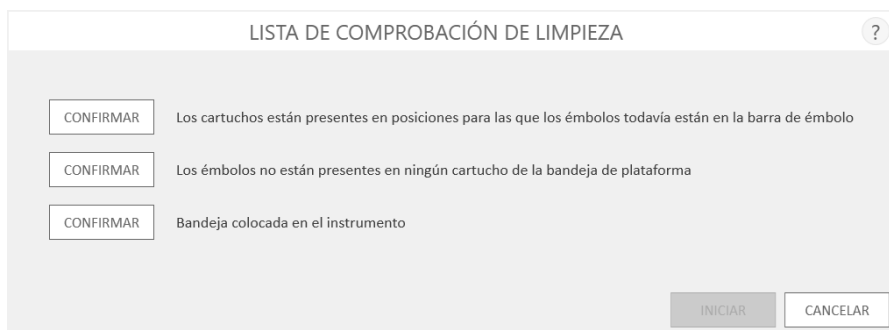 LISTA DE COMPROBACIÓN DE LIMPIEZA
?
CONFIRMAR Los cartuchos están presentes en posiciones para las que los émbolos todavía están en la barra de émbolo
CONFIRMAR Los émbolos no están presentes en ningún cartucho de la bandeja de plataforma
CONFIRMAR Bandeja colocada en el instrumento
INICIAR CANCELAR